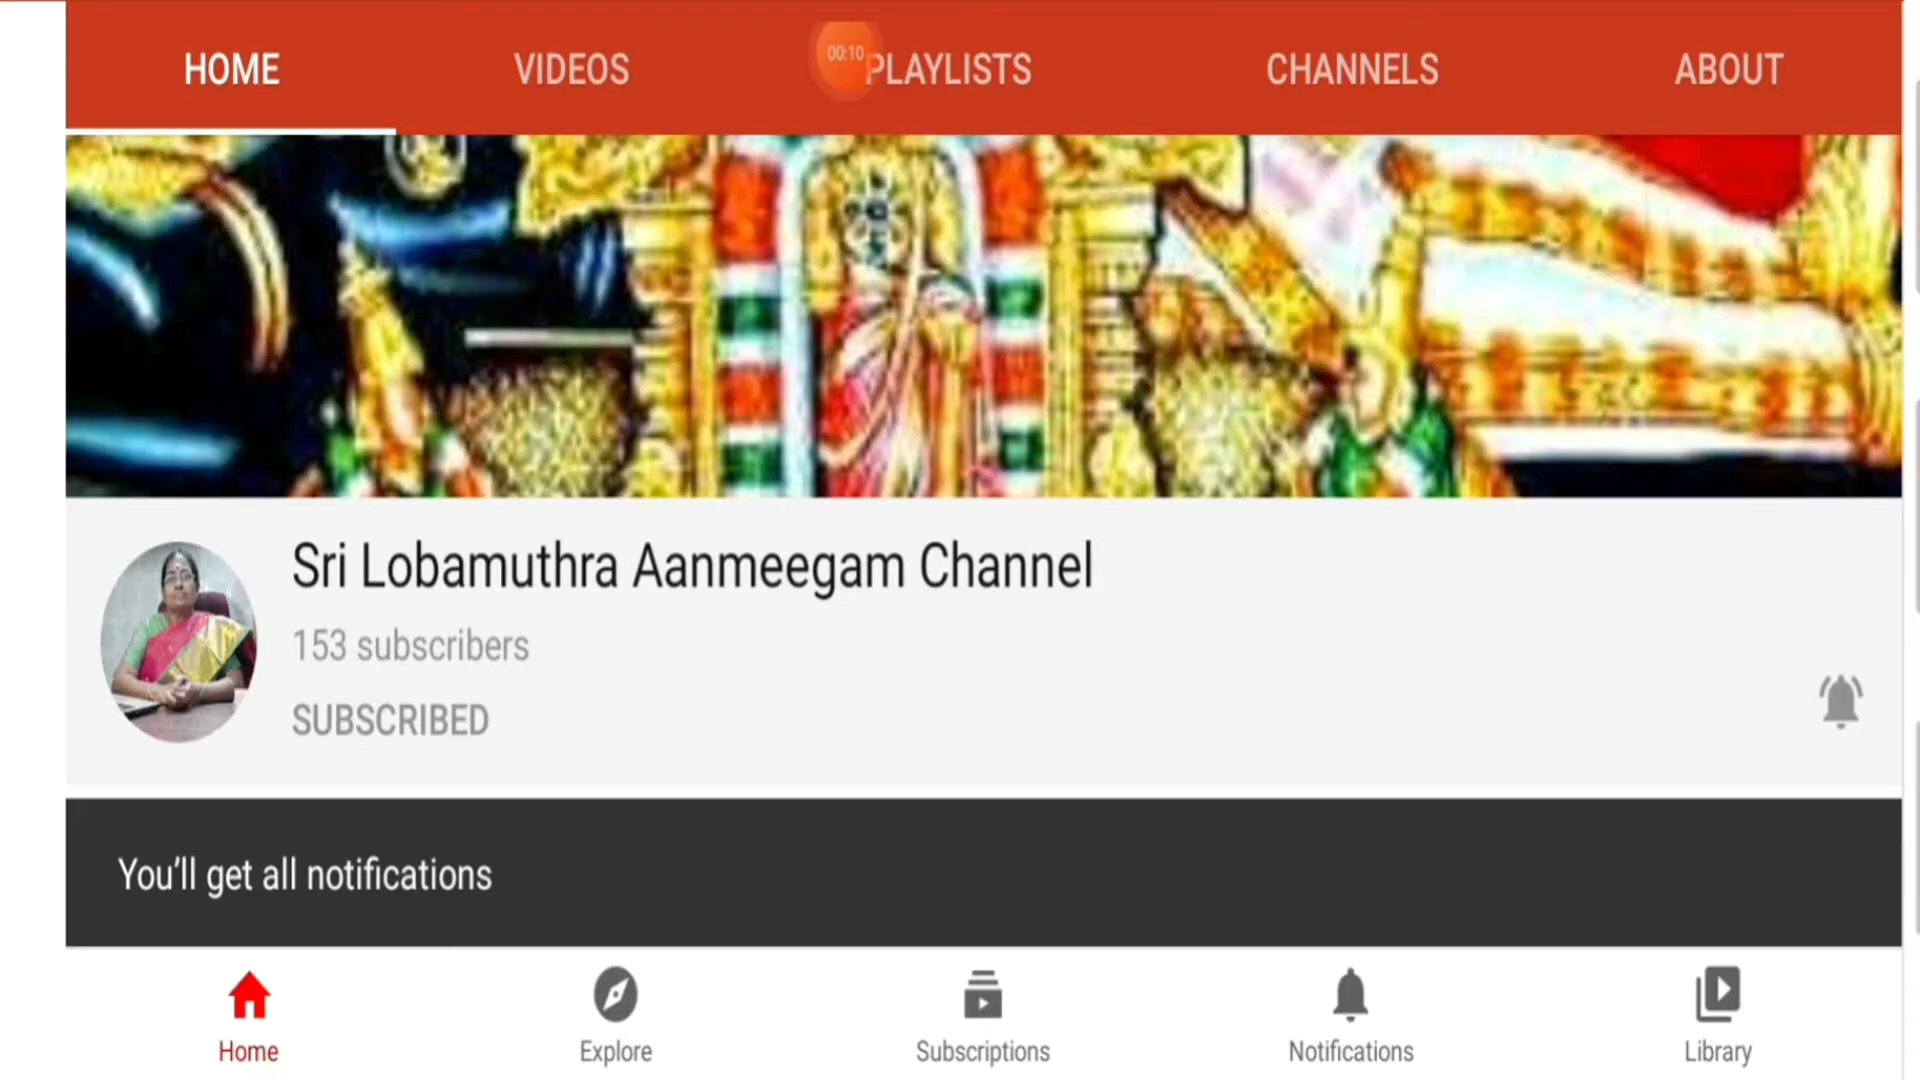 HOME VIDEOS 00:10 PLAYLISTS CHANNELS ABOUT
Sri Lobamuthra Aanmeegam Channel
153 subscribers
SUBSCRIBED
You’ll get all notifications
Home Explore Subscriptions Notifications Library